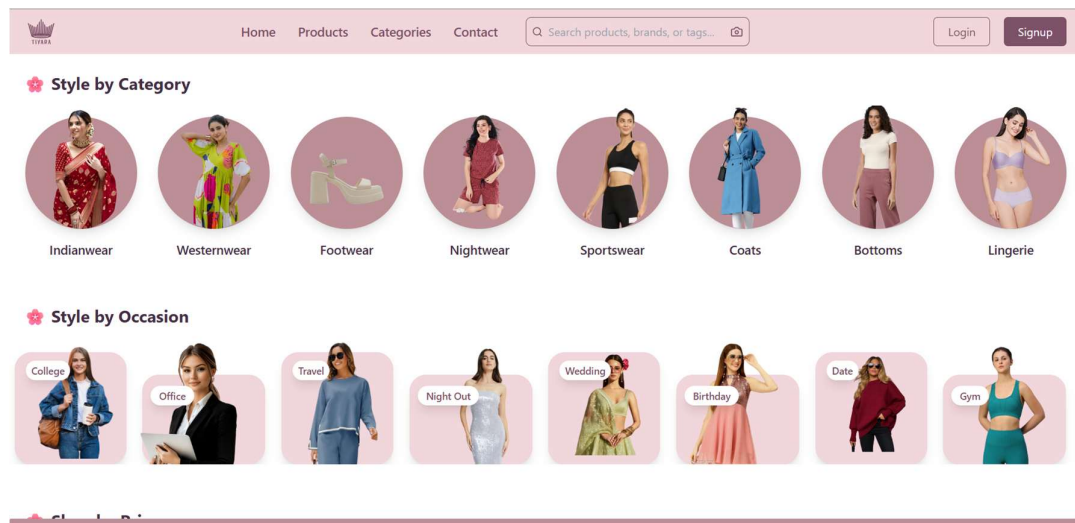 TIYARA
Home Products Categories Contact Search products, brands, or tags... Login Signup
Style by Category
Indianwear Westernwear Footwear Nightwear Sportswear Coats Bottoms Lingerie
Style by Occasion
College Office Travel Night Out Wedding Birthday Date Gym